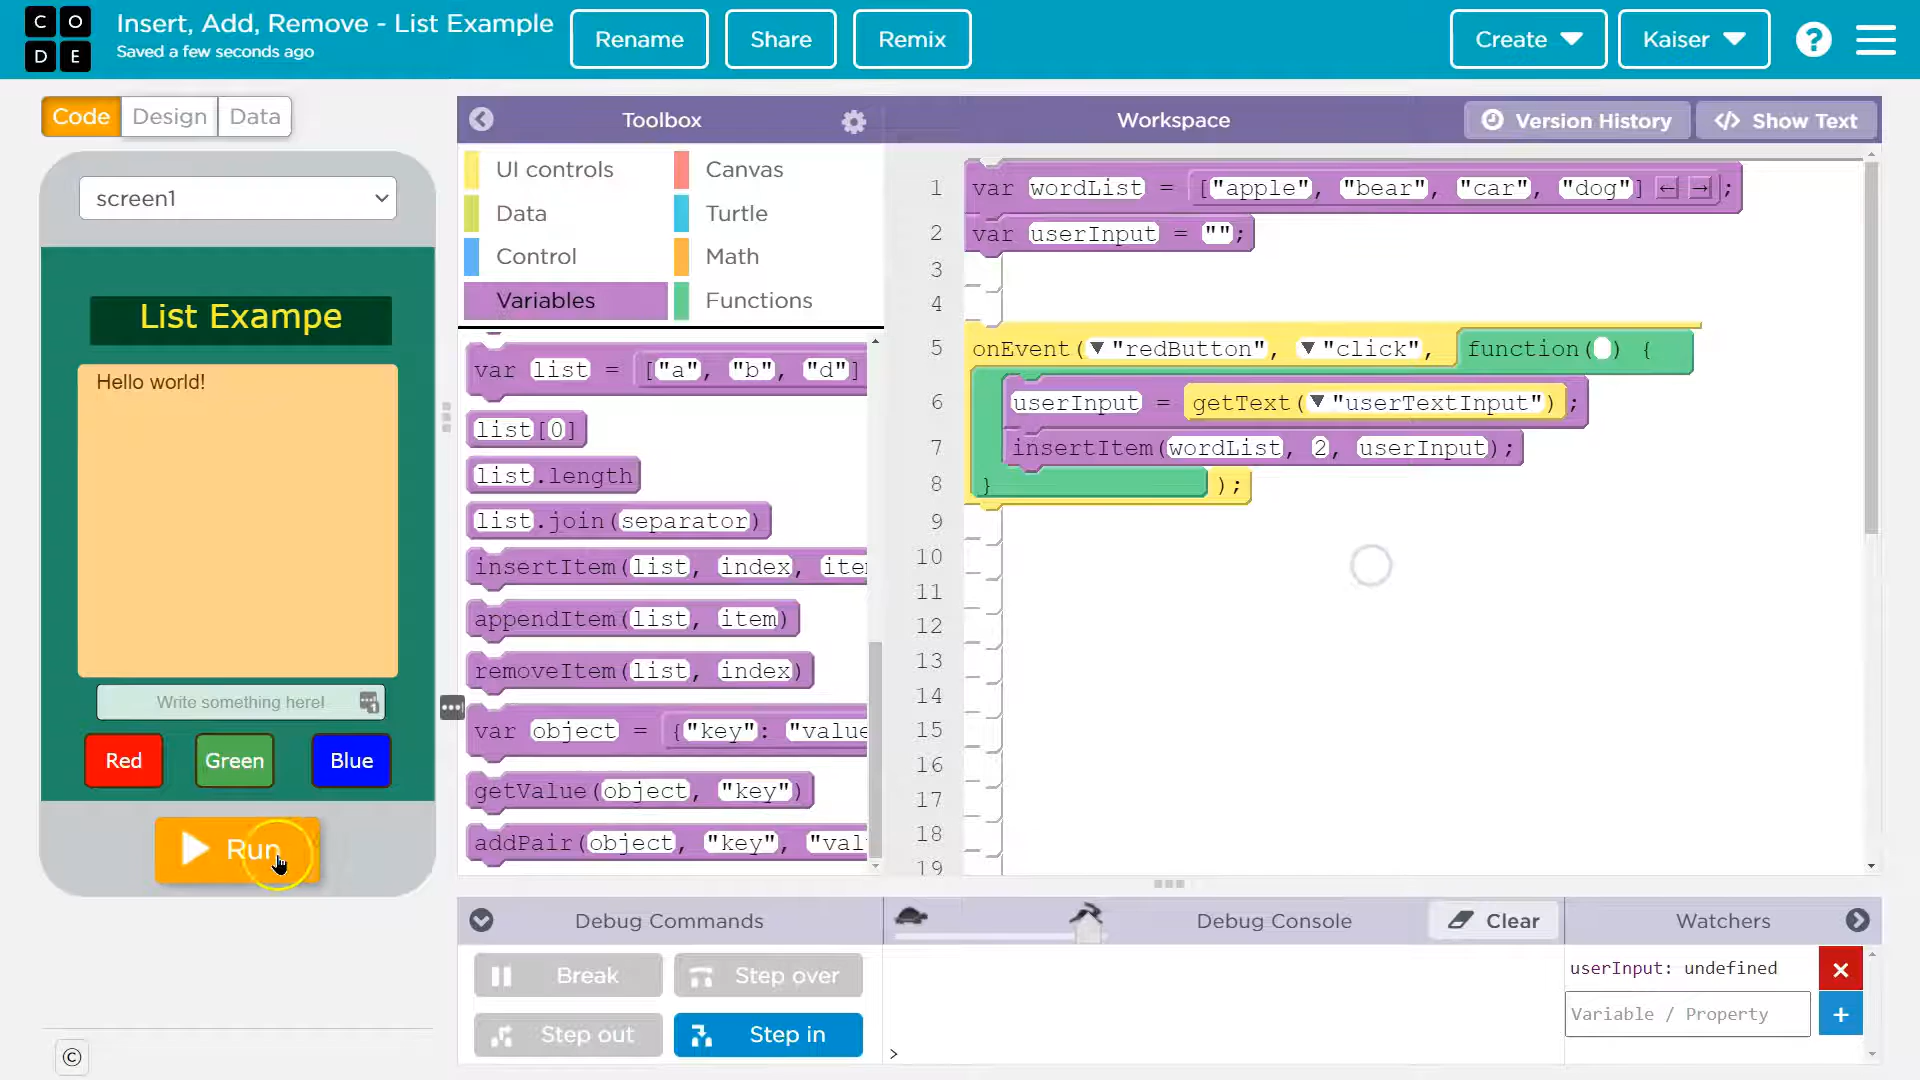 CODE
Insert, Add, Remove - List Example
Saved a few seconds ago
Rename
Share
Remix
Create
Kaiser
?
Code
Design
Data
Toolbox
Workspace
Version History
</> Show Text
screen1
List Exampe
Hello world!
Write something here!
Red
Green
Blue
Run
©
UI controls
Canvas
Data
Turtle
Control
Math
Variables
Functions
var list = ["a", "b", "d"]
list[0]
list.length
list.join(separator)
insertItem(list, index, iter
appendItem(list, item)
removeItem(list, index)
var object = {"key": "value
getValue(object, "key")
addPair(object, "key", "val
1 var wordList = ["apple", "bear", "car", "dog"] ← → ;
2 var userInput = "";
3
4
5 onEvent(▼"redButton", ▼"click", function( ) {
6 userInput = getText(▼"userTextInput");
7 insertItem(wordList, 2, userInput);
8 } );
9
10
11
12
13
14
15
16
17
18
19
Debug Commands
Debug Console
Clear
Watchers
Break
Step over
Step out
Step in
>
userInput: undefined
Variable / Property